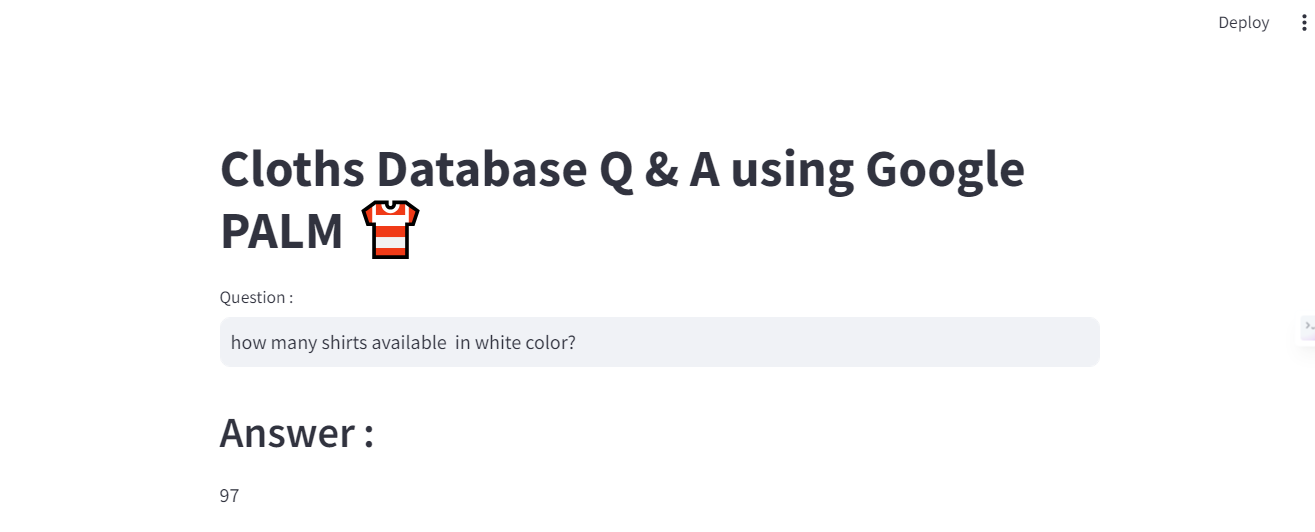 Deploy
Cloths Database Q & A using Google
PALM
Question :
how many shirts available  in white color?
Answer :
97